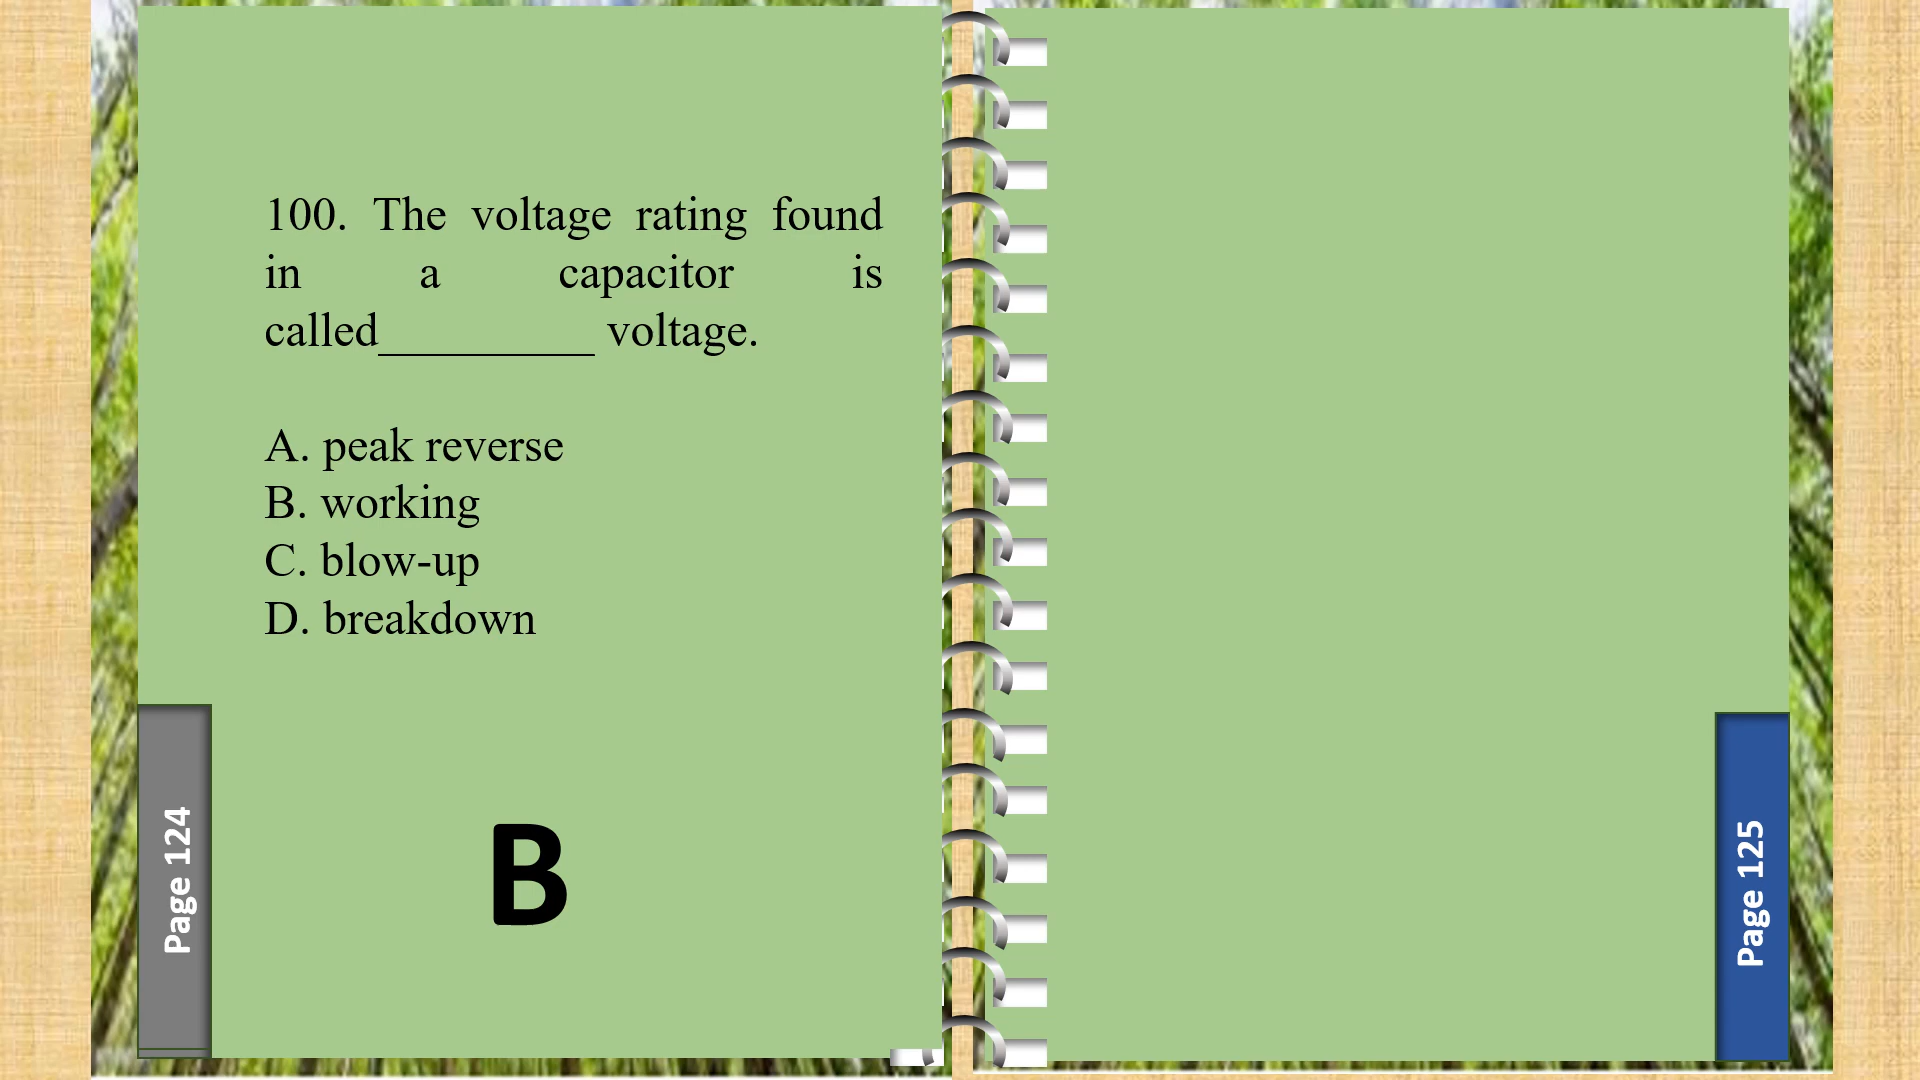 100. The voltage rating found
in a capacitor is
called_________ voltage.
A. peak reverse
B. working
C. blow-up
D. breakdown
B
Page 124
Page 125